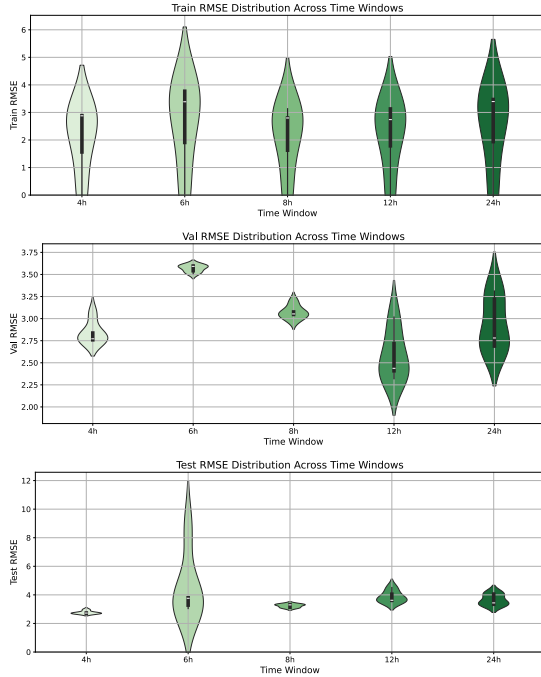 Train RMSE Distribution Across Time Windows
6
5
4
3
2
1
0
Train RMSE
4h 6h 8h 12h 24h
Time Window
Val RMSE Distribution Across Time Windows
3.75
3.50
3.25
3.00
2.75
2.50
2.25
2.00
Val RMSE
4h 6h 8h 12h 24h
Time Window
Test RMSE Distribution Across Time Windows
12
10
8
6
4
2
0
Test RMSE
4h 6h 8h 12h 24h
Time Window